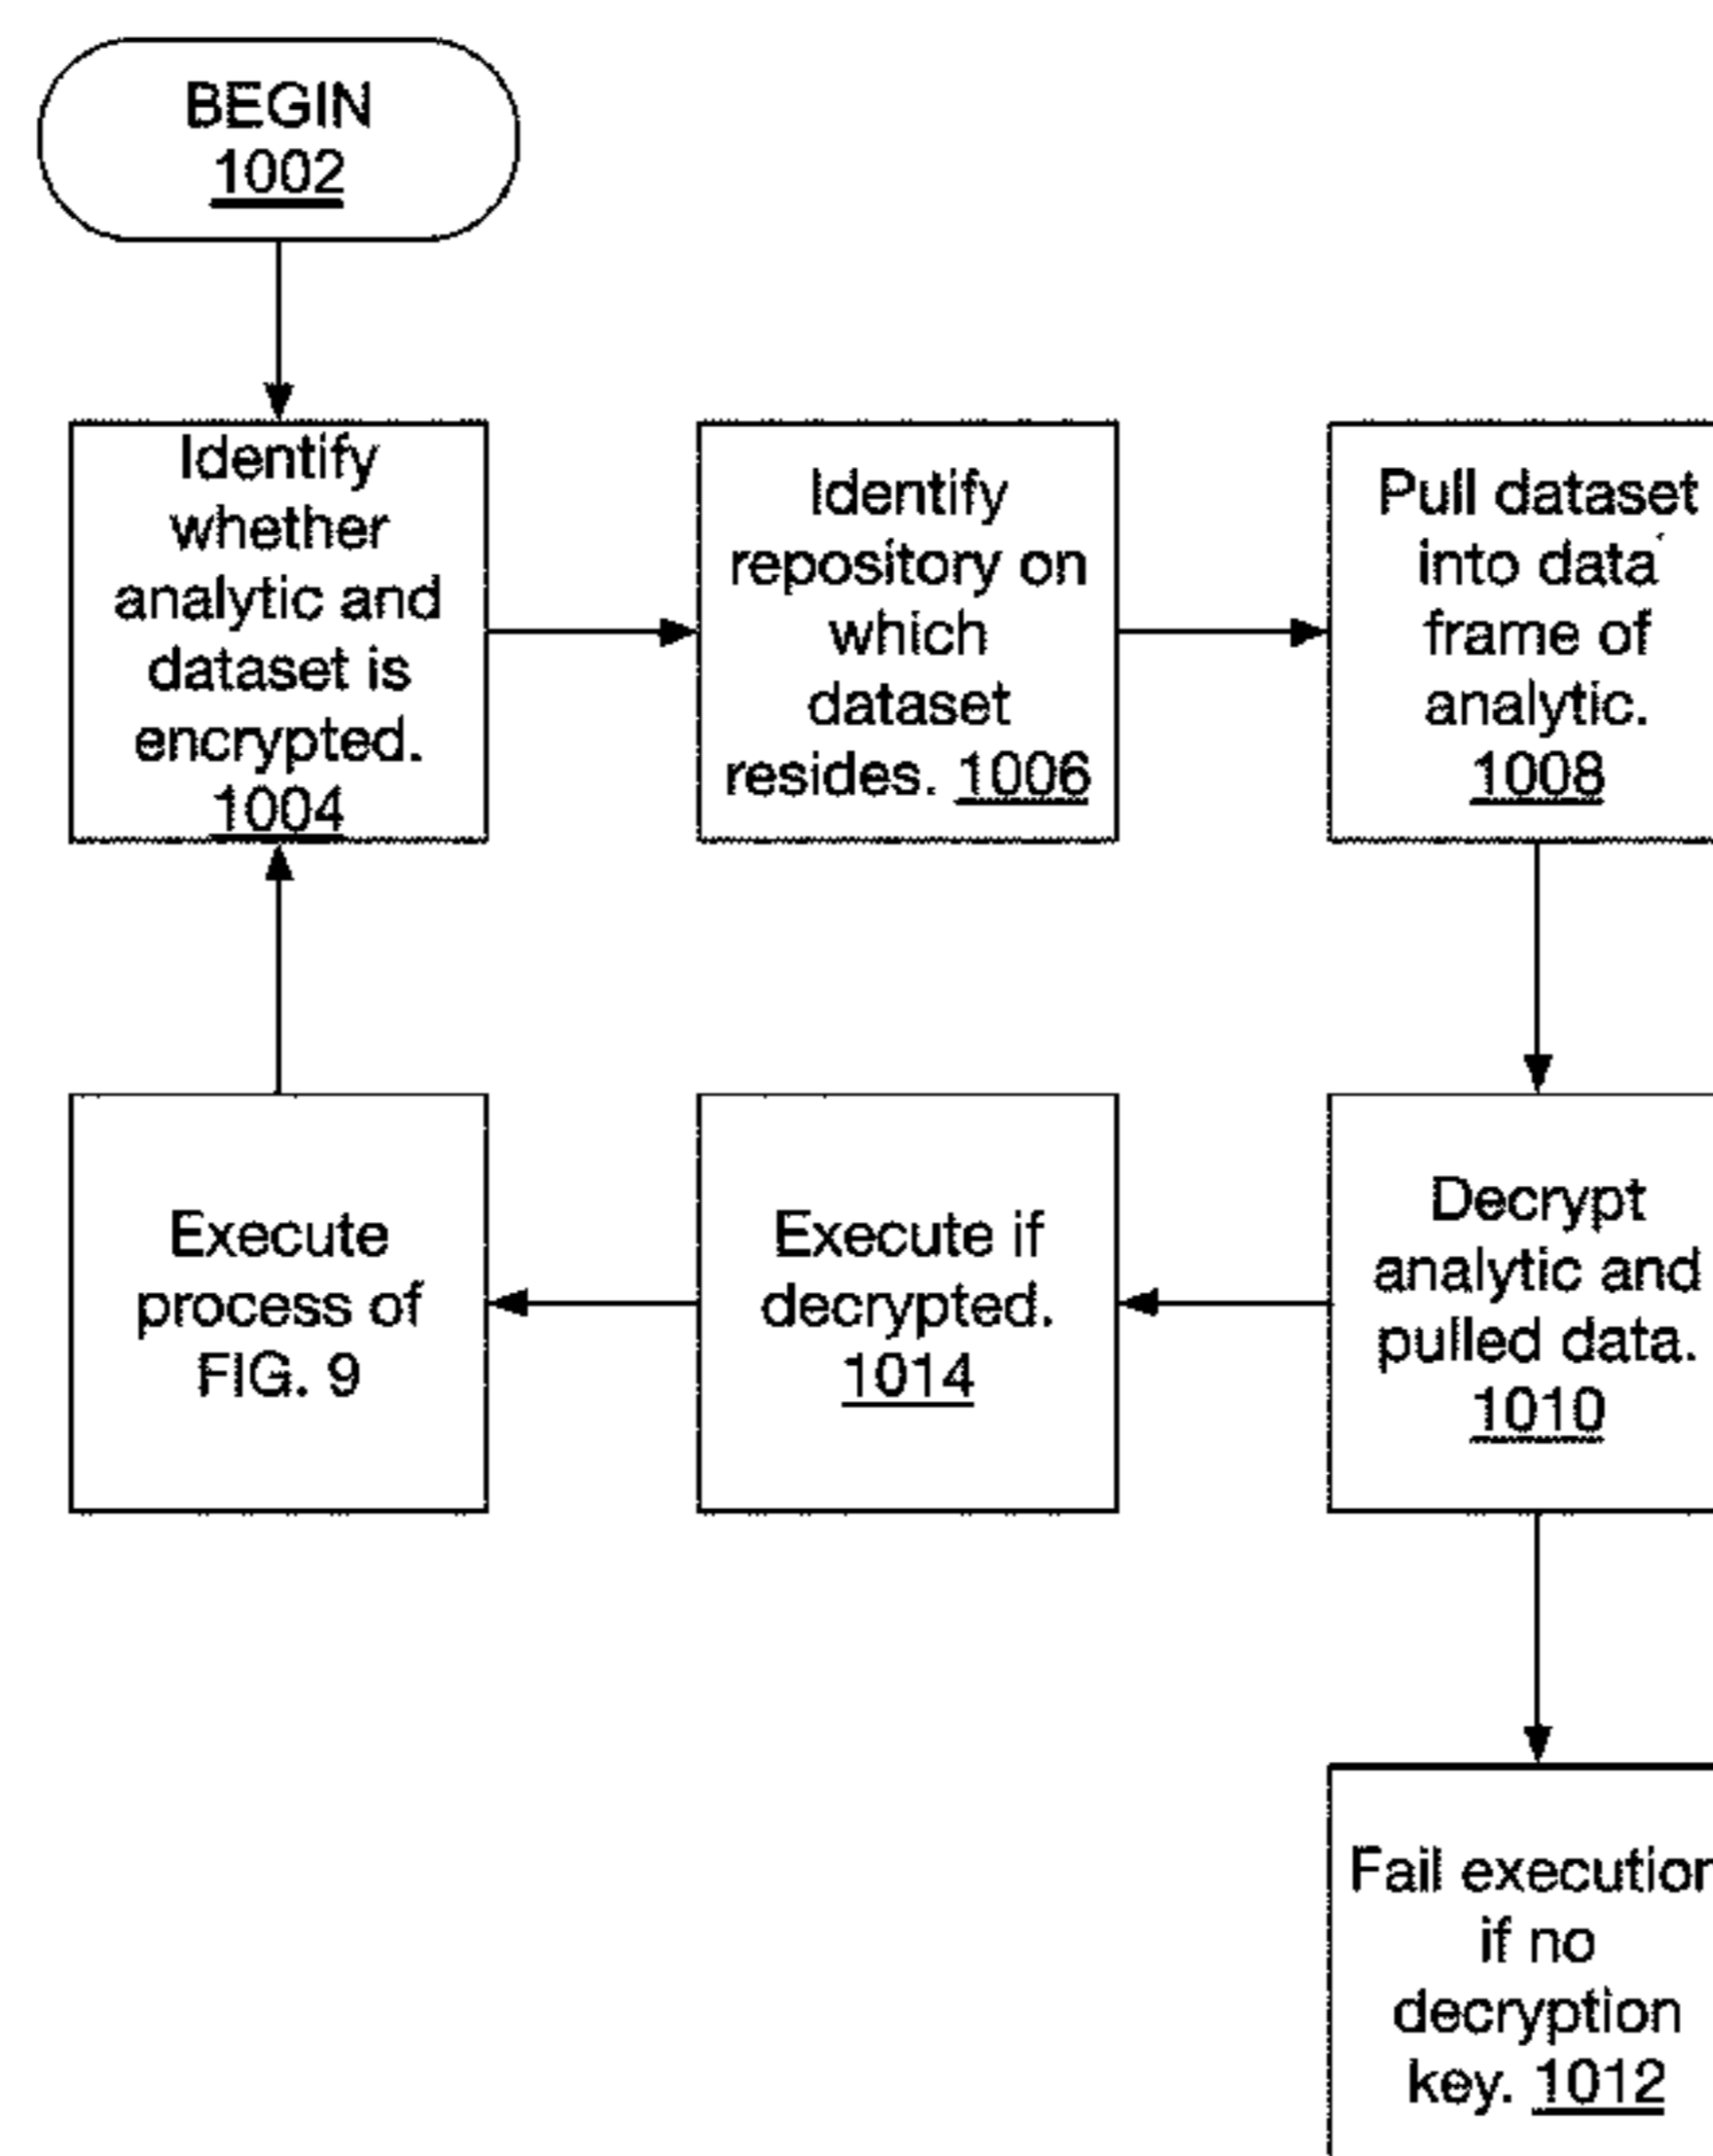 BEGIN
1002
Identify
whether
analytic and
dataset is
encrypted.
1004
Identify
repository on
which
dataset
resides. 1006
Pull dataset
into data
frame of
analytic.
1008
Execute
process of
FIG. 9
Execute if
decrypted.
1014
Decrypt
analytic and
pulled data.
1010
Fail execution
if no
decryption
key. 1012